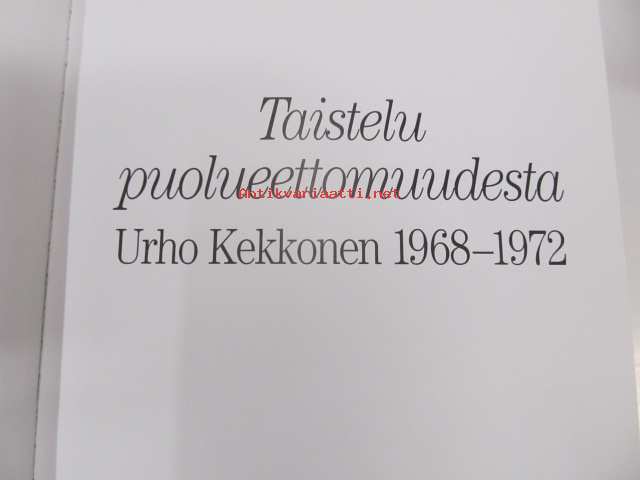 Taistelu
puolueettomuudesta
Antikvariaatti.net
Urho Kekkonen 1968–1972